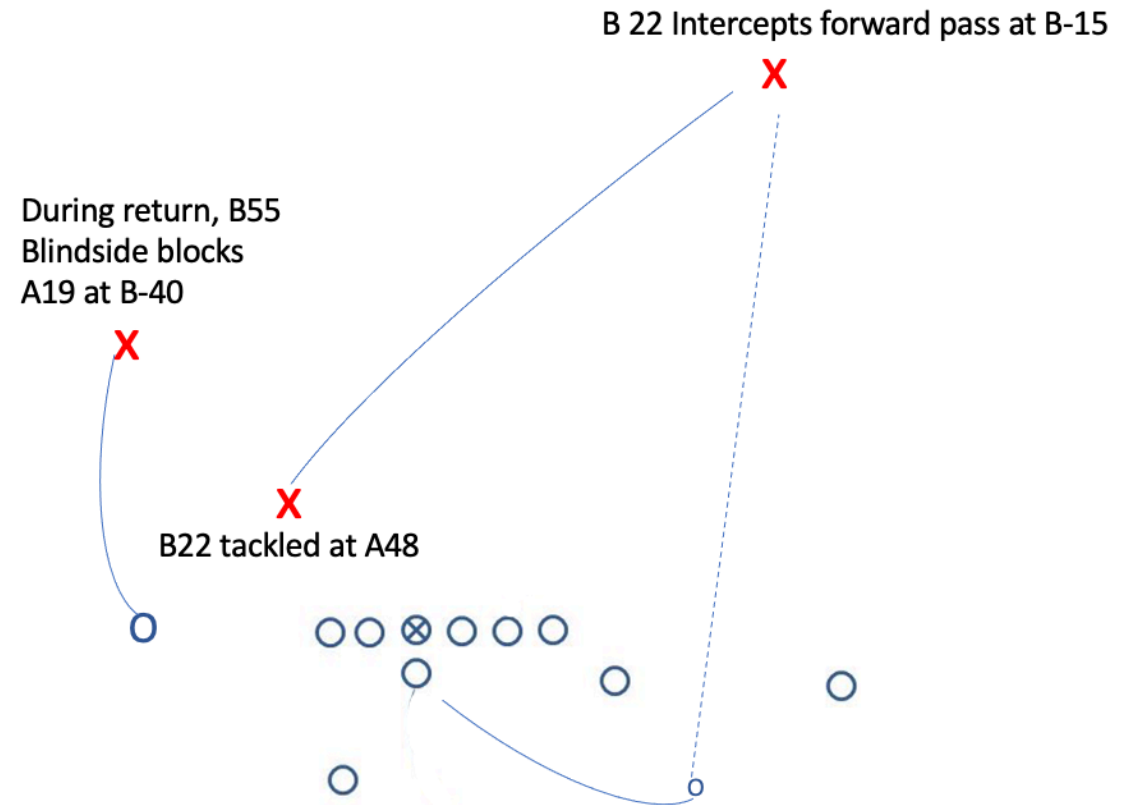 B 22 Intercepts forward pass at B-15
X
During return, B55
Blindside blocks
A19 at B-40
X
X
B22 tackled at A48